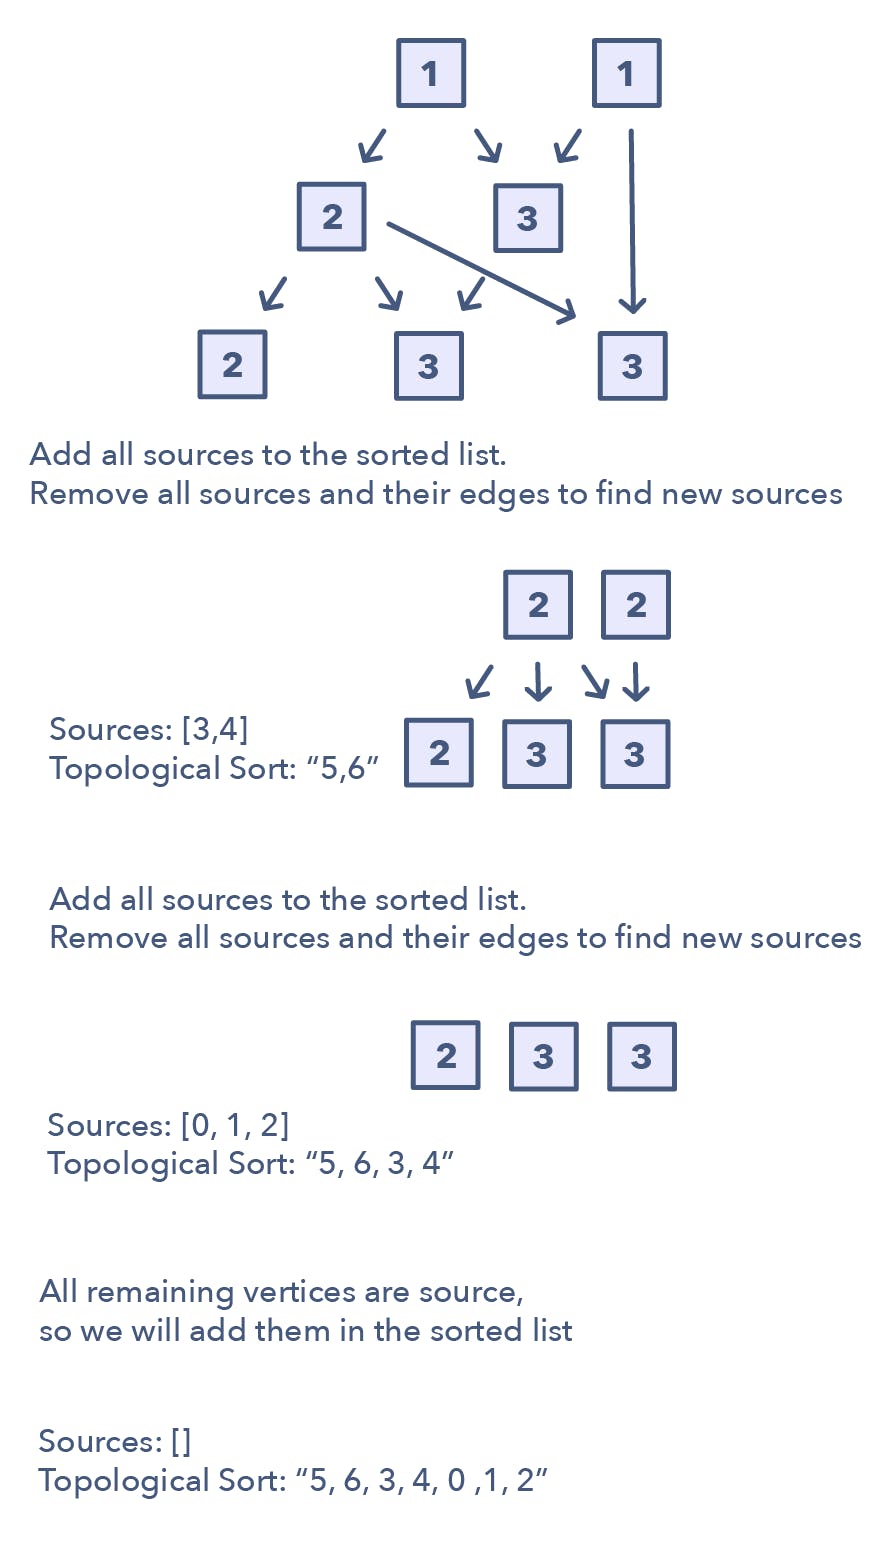 1 1
2 3
2 3 3
Add all sources to the sorted list.
Remove all sources and their edges to find new sources
2 2
2 3 3
Sources: [3,4]
Topological Sort: “5,6”
Add all sources to the sorted list.
Remove all sources and their edges to find new sources
2 3 3
Sources: [0, 1, 2]
Topological Sort: “5, 6, 3, 4”
All remaining vertices are source,
so we will add them in the sorted list
Sources: []
Topological Sort: “5, 6, 3, 4, 0 ,1, 2”